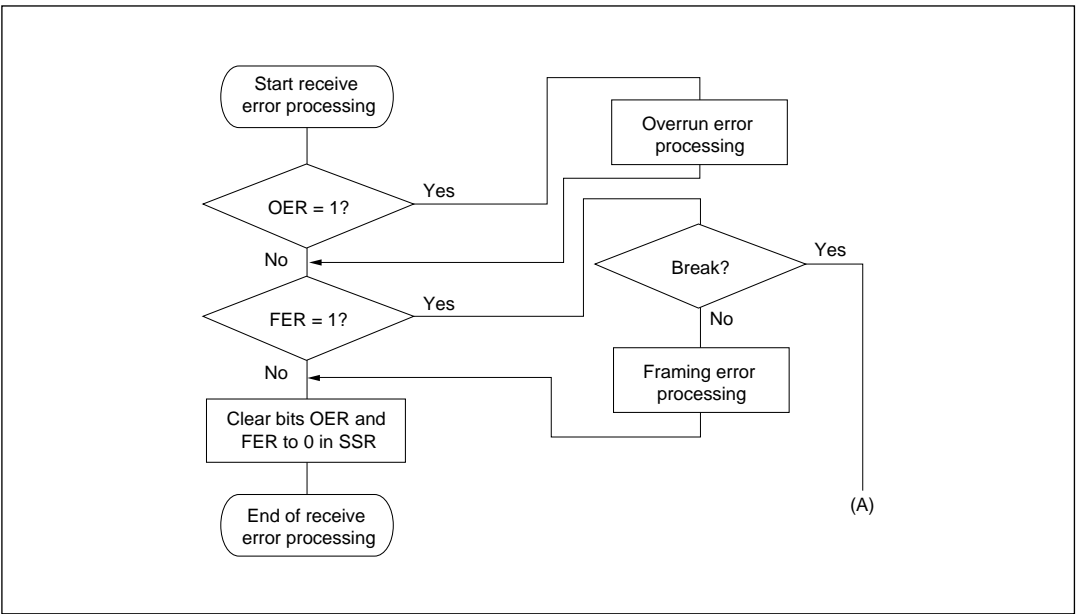 Start receive
error processing
OER = 1?
Yes
Overrun error
processing
No
FER = 1?
Yes
Break?
Yes
No
Framing error
processing
No
Clear bits OER and
FER to 0 in SSR
End of receive
error processing
(A)